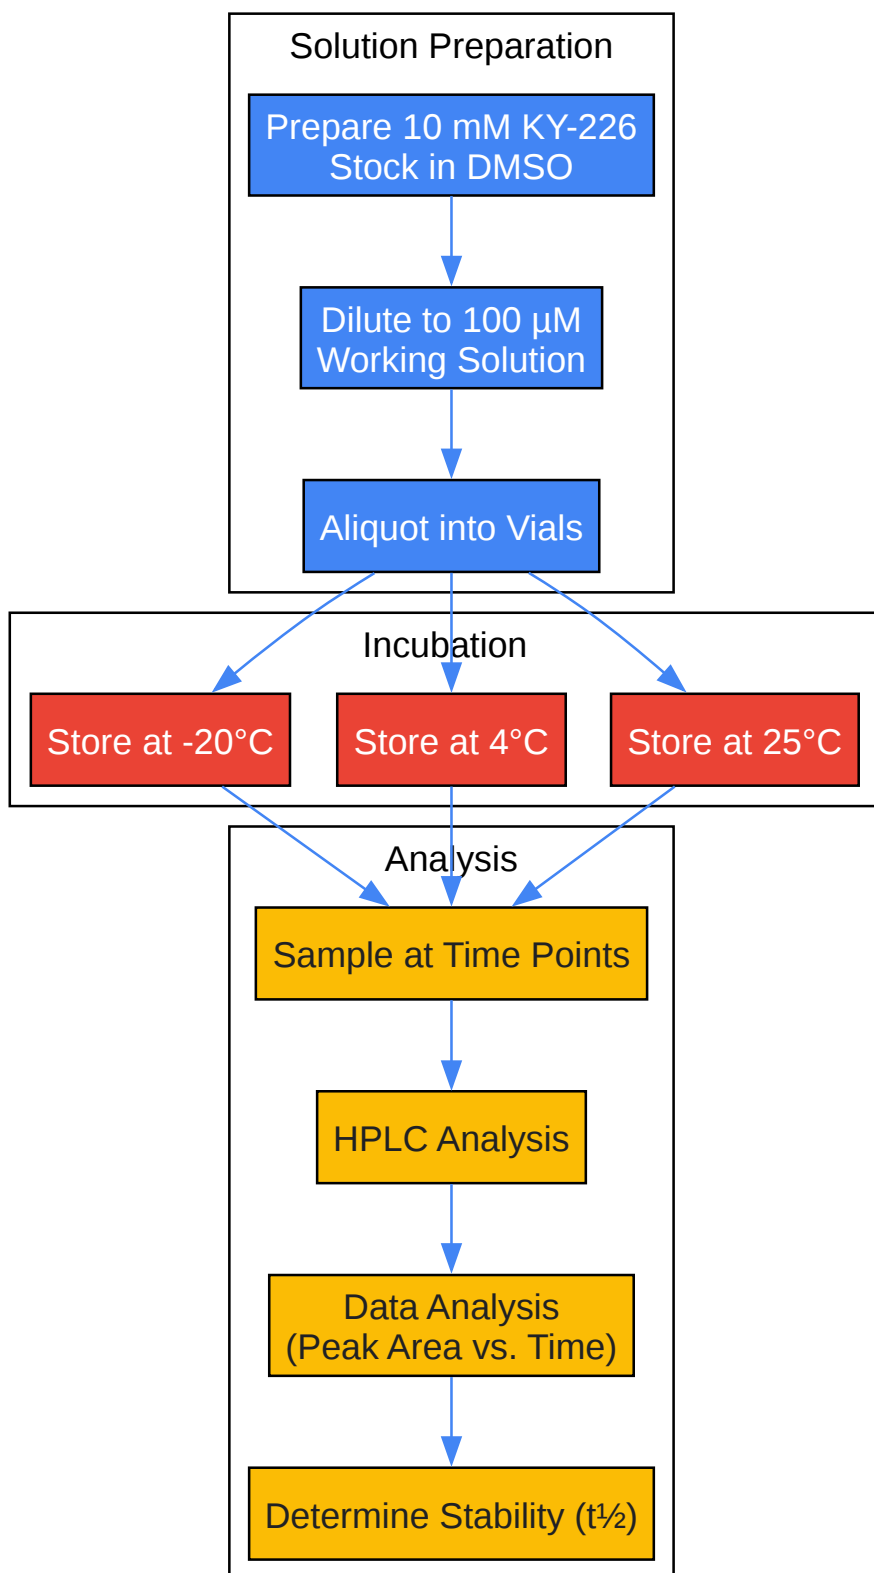 Solution Preparation
Prepare 10 mM KY-226
Stock in DMSO
Dilute to 100 µM
Working Solution
Aliquot into Vials
Incubation
Store at -20°C
Store at 4°C
Store at 25°C
Analysis
Sample at Time Points
HPLC Analysis
Data Analysis
(Peak Area vs. Time)
Determine Stability (t½)